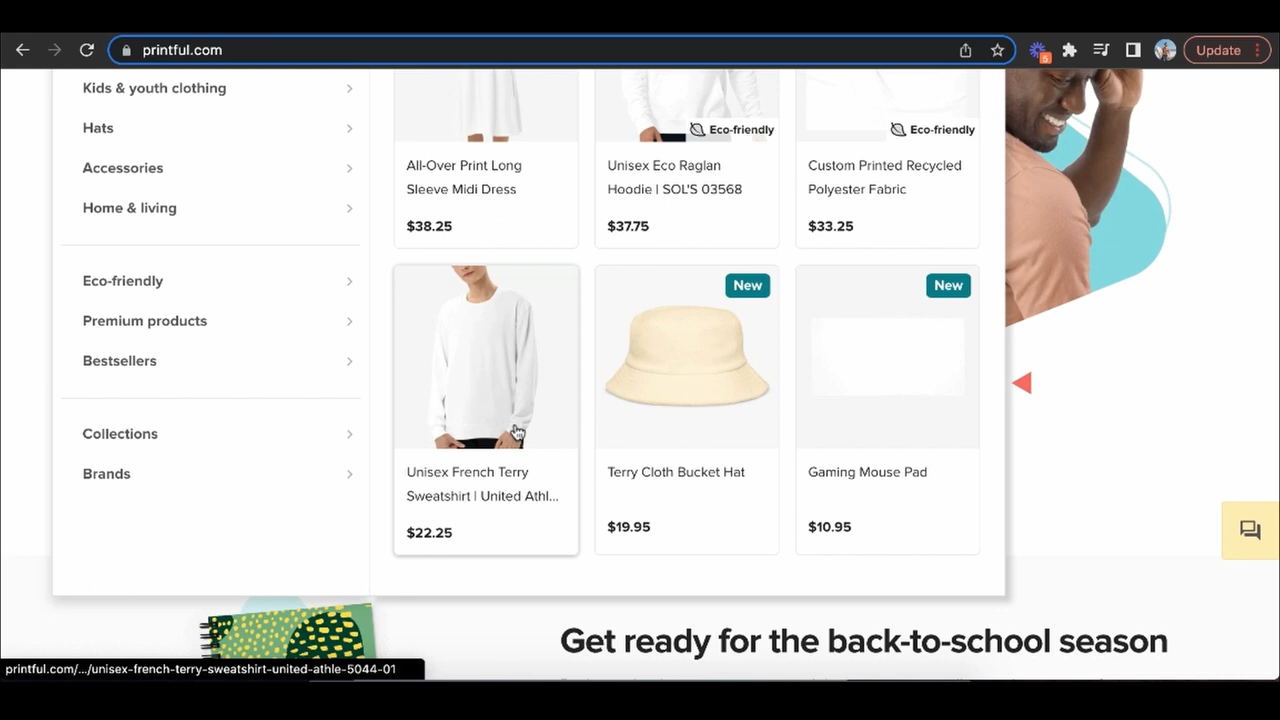 printful.com
5
Update
Kids & youth clothing
Hats
Accessories
Home & living
Eco-friendly
Premium products
Bestsellers
Collections
Brands
Eco-friendly
Eco-friendly
All-Over Print Long
Sleeve Midi Dress
$38.25
Unisex Eco Raglan
Hoodie | SOL'S 03568
$37.75
Custom Printed Recycled
Polyester Fabric
$33.25
New
New
Unisex French Terry
Sweatshirt | United Athl...
$22.25
Terry Cloth Bucket Hat
$19.95
Gaming Mouse Pad
$10.95
Get ready for the back-to-school season
printful.com/.../unisex-french-terry-sweatshirt-united-athle-5044-01